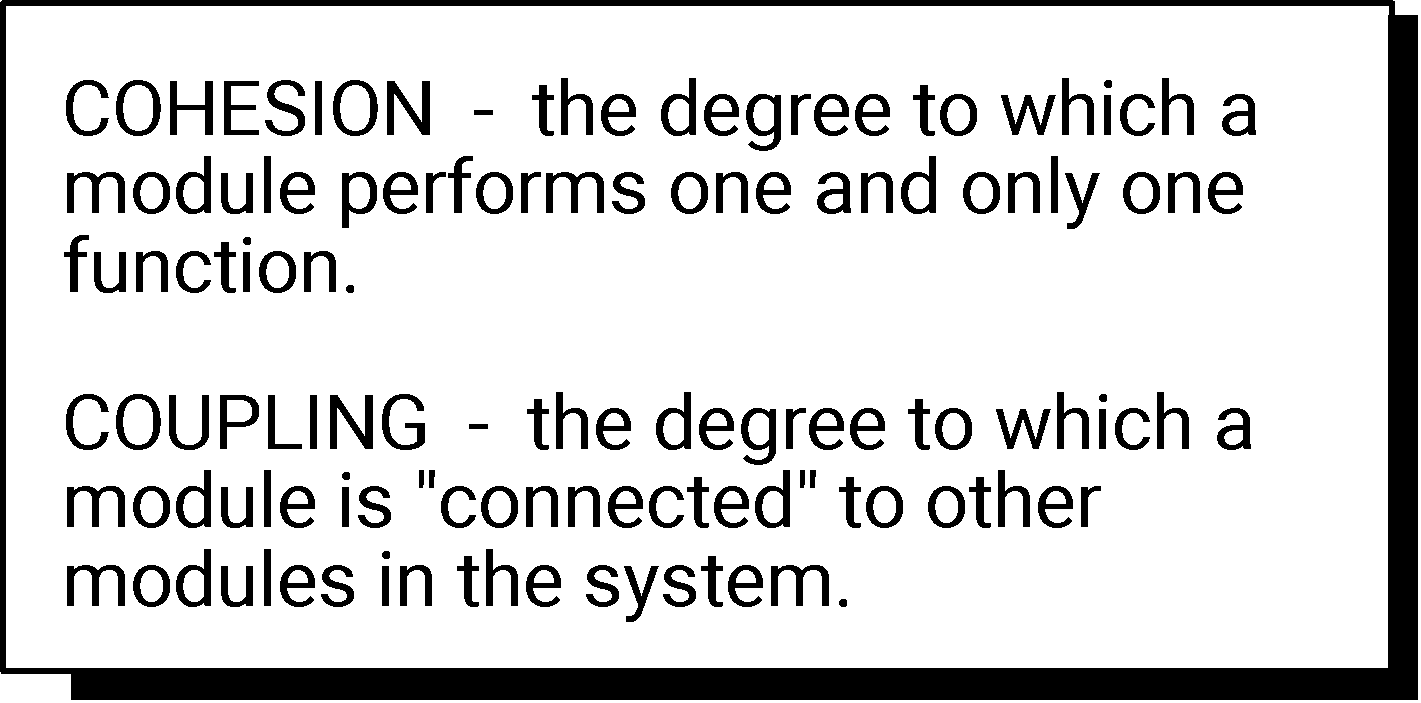 COHESION - the degree to which a
module performs one and only one
function.
COUPLING - the degree to which a
module is "connected" to other
modules in the system.